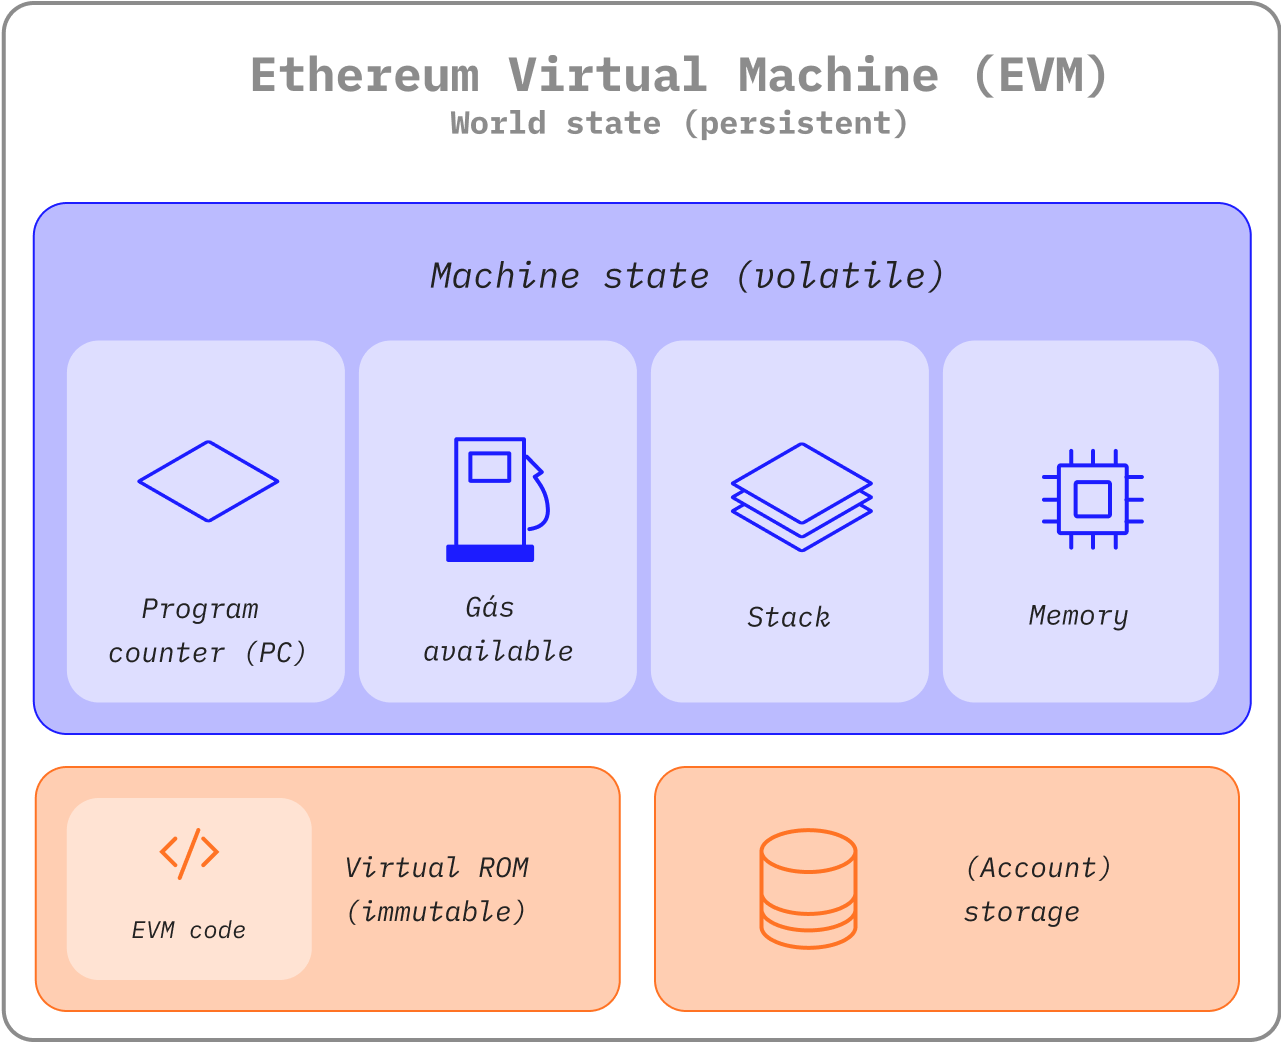 Ethereum Virtual Machine (EVM)
World state (persistent)
Machine state (volatile)
Program
counter (PC)
Gás
available
Stack
Memory
EVM code
Virtual ROM
(immutable)
(Account)
storage